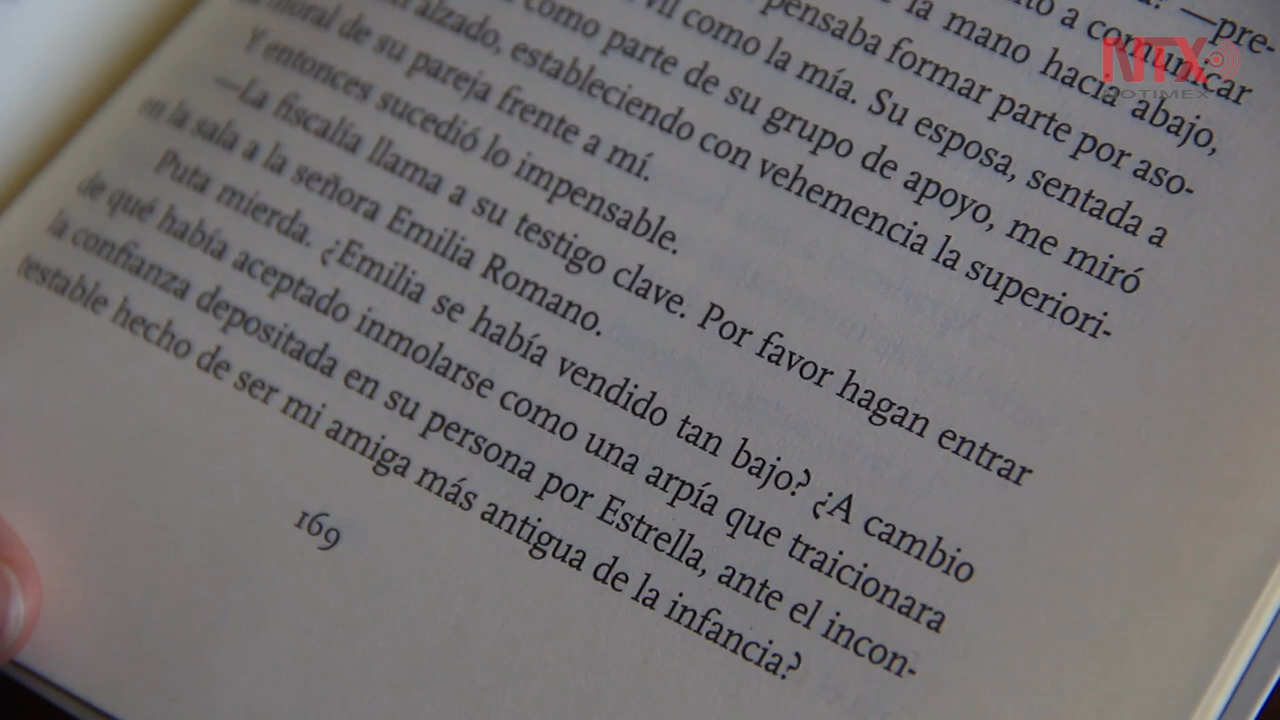 —pre-
a comunicar
la mano hacia abajo,
pensaba formar parte por aso-
como la mía. Su esposa, sentada a
como parte de su grupo de apoyo, me miró
alzado, estableciendo con vehemencia la superiori-
moral de su pareja frente a mí.
Y entonces sucedió lo impensable.
—La fiscalía llama a su testigo clave. Por favor hagan entrar
en la sala a la señora Emilia Romano.
Puta mierda. ¿Emilia se había vendido tan bajo? ¿A cambio
de qué había aceptado inmolarse como una arpía que traicionara
la confianza depositada en su persona por Estrella, ante el incon-
testable hecho de ser mi amiga más antigua de la infancia?
169
NTX
NOTIMEX